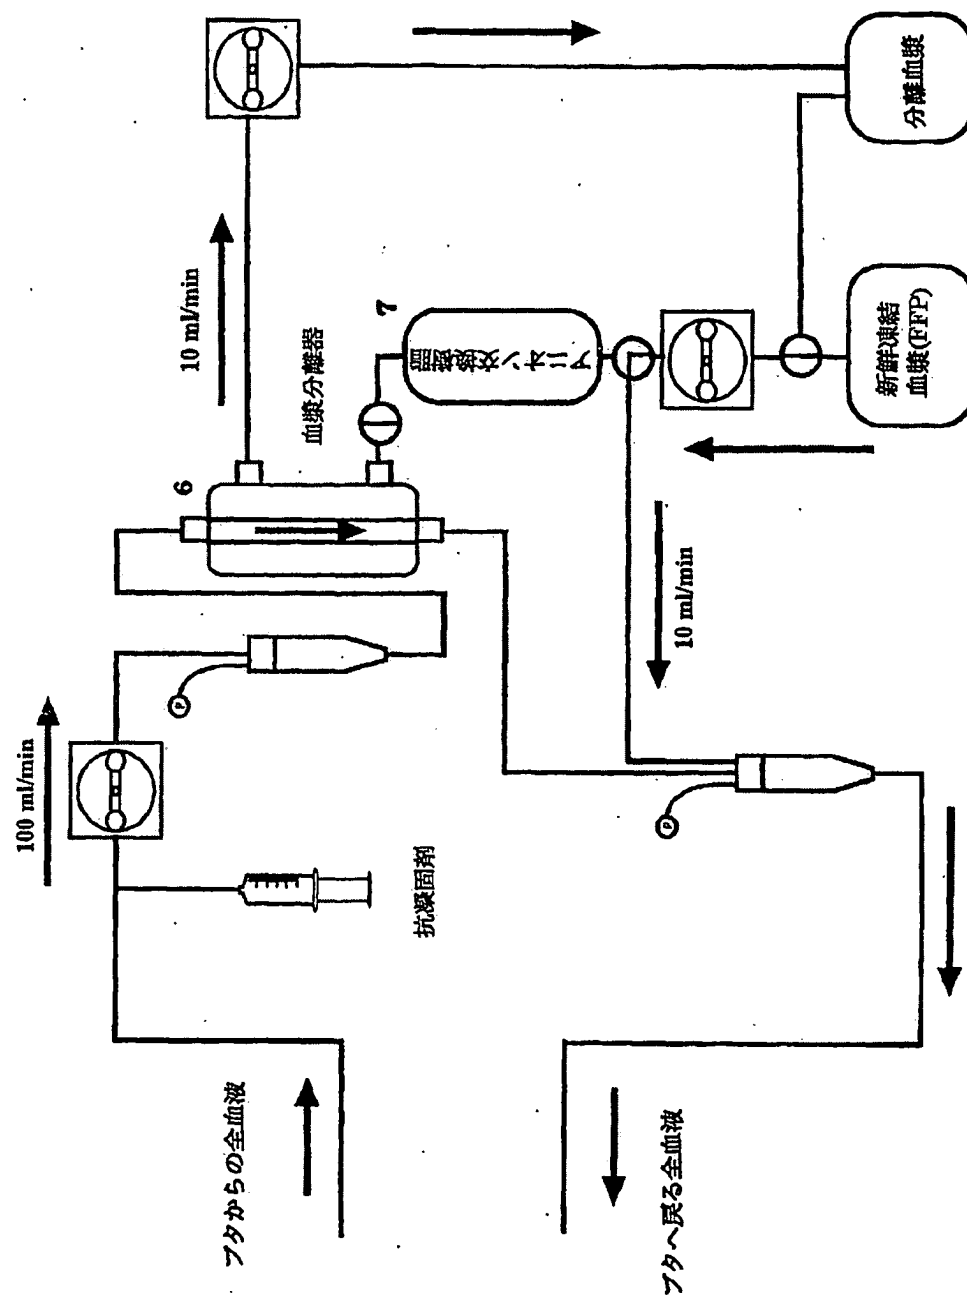 100 ml/min
P
6
10 ml/min
ブタからの全血液
血漿分離器
7
抗凝固剤
P
ブタへ戻る全血液
10 ml/min
新鮮凍結
血漿(FFP)
分離血漿